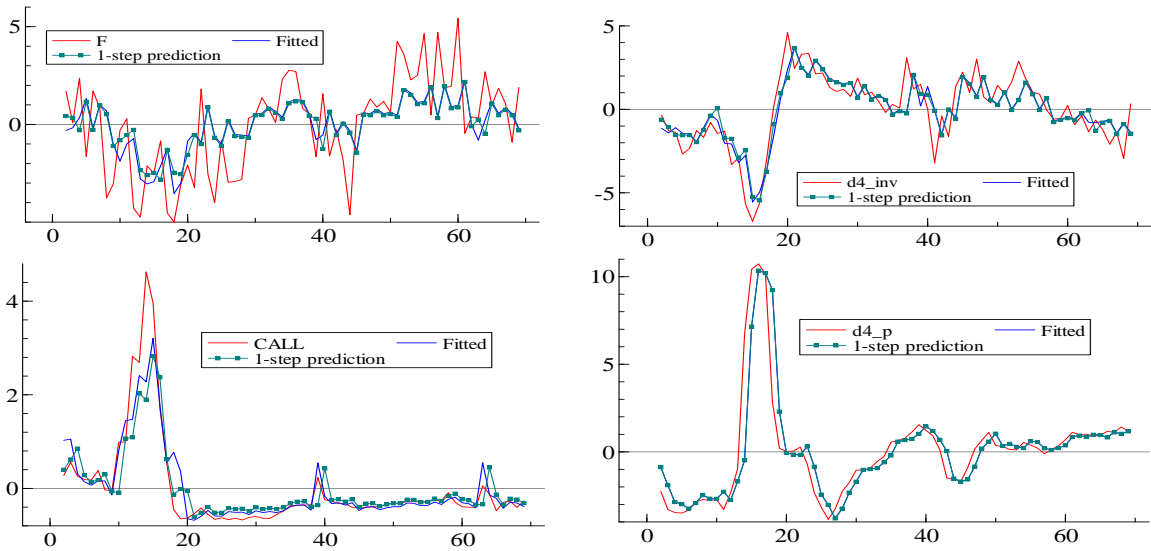 5
0
F Fitted
1-step prediction
0 20 40 60
5
0
-5
d4_inv Fitted
1-step prediction
0 20 40 60
4
2
0
CALL Fitted
1-step prediction
0 20 40 60
10
5
0
d4_p Fitted
1-step prediction
0 20 40 60